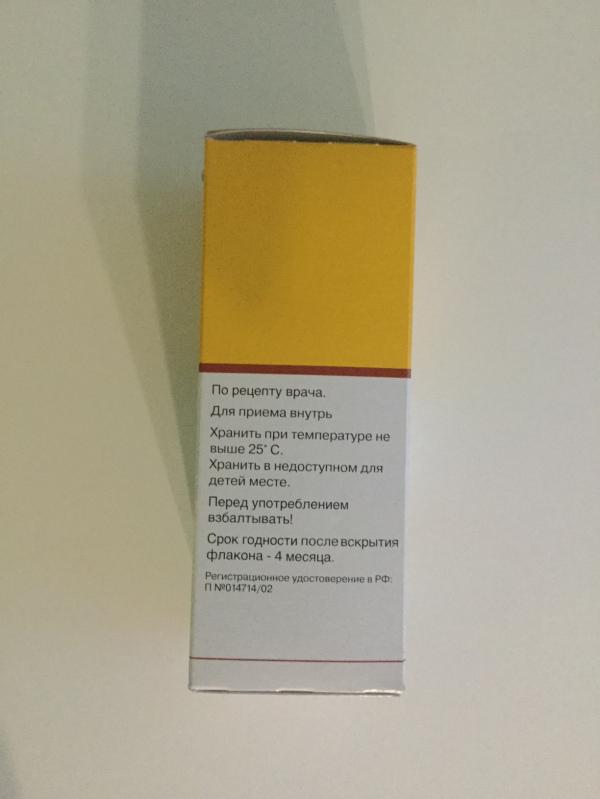 По рецепту врача.
Для приема внутрь
Хранить при температуре не
выше 25° С.
Хранить в недоступном для
детей месте.
Перед употреблением
взбалтывать!
Срок годности после вскрытия
флакона - 4 месяца.
Регистрационное удостоверение в РФ:
П №014714/02